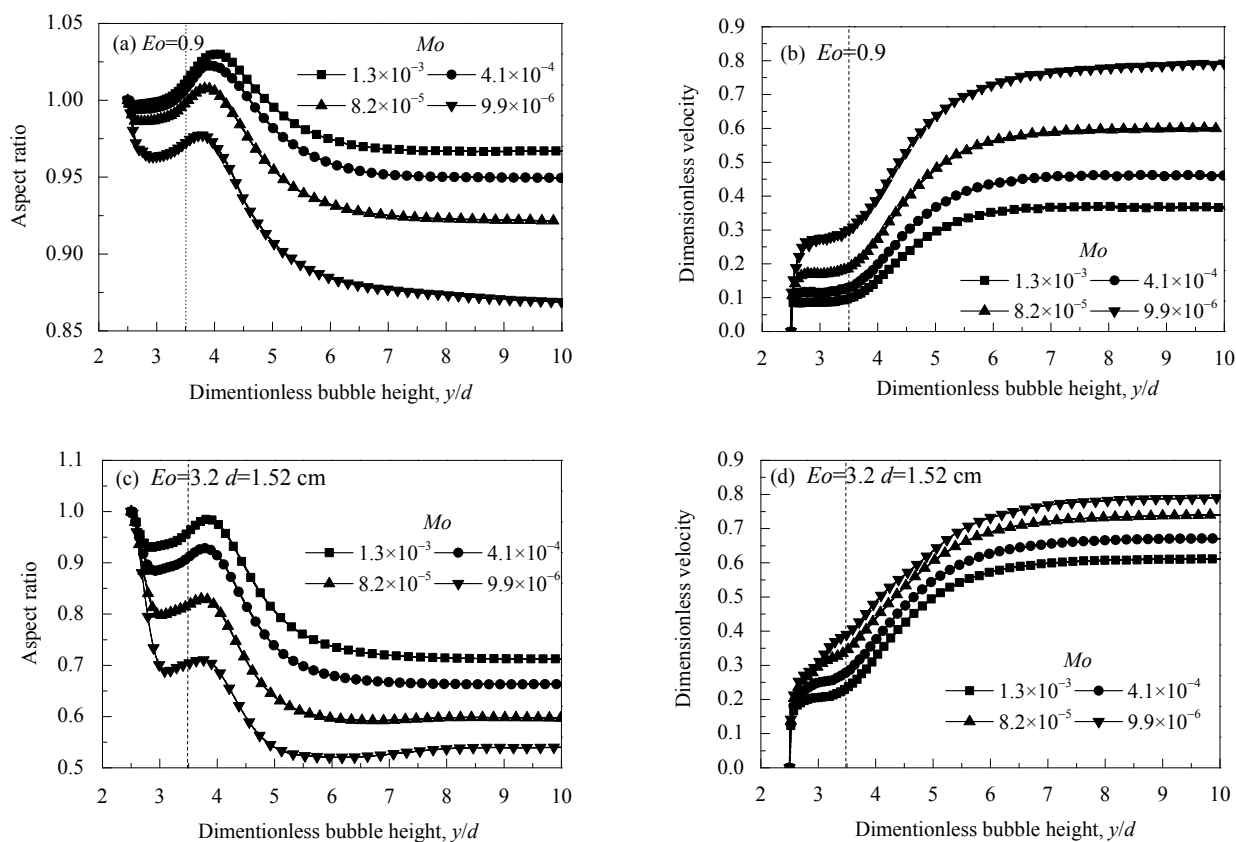 (a) Eo=0.9
Mo
1.3×10⁻³ 4.1×10⁻⁴
8.2×10⁻⁵ 9.9×10⁻⁶
1.05
1.00
0.95
0.90
0.85
Aspect ratio
2 3 4 5 6 7 8 9 10
Dimentionless bubble height, y/d
(b) Eo=0.9
0.9
0.8
0.7
0.6
0.5
0.4
0.3
0.2
0.1
0.0
Dimensionless velocity
Mo
1.3×10⁻³ 4.1×10⁻⁴
8.2×10⁻⁵ 9.9×10⁻⁶
2 3 4 5 6 7 8 9 10
Dimentionless bubble height, y/d
(c) Eo=3.2 d=1.52 cm
Mo
1.3×10⁻³ 4.1×10⁻⁴
8.2×10⁻⁵ 9.9×10⁻⁶
1.1
1.0
0.9
0.8
0.7
0.6
0.5
Aspect ratio
2 3 4 5 6 7 8 9 10
Dimentionless bubble height, y/d
(d) Eo=3.2 d=1.52 cm
0.9
0.8
0.7
0.6
0.5
0.4
0.3
0.2
0.1
0.0
Dimensionless velocity
Mo
1.3×10⁻³ 4.1×10⁻⁴
8.2×10⁻⁵ 9.9×10⁻⁶
2 3 4 5 6 7 8 9 10
Dimentionless bubble height, y/d